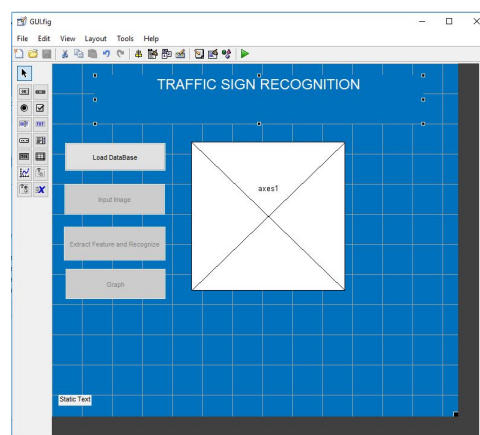 GUI.fig
File Edit View Layout Tools Help
TRAFFIC SIGN RECOGNITION
Load DataBase
axes1
Input Image
Extract Feature and Recognize
Graph
Static Text